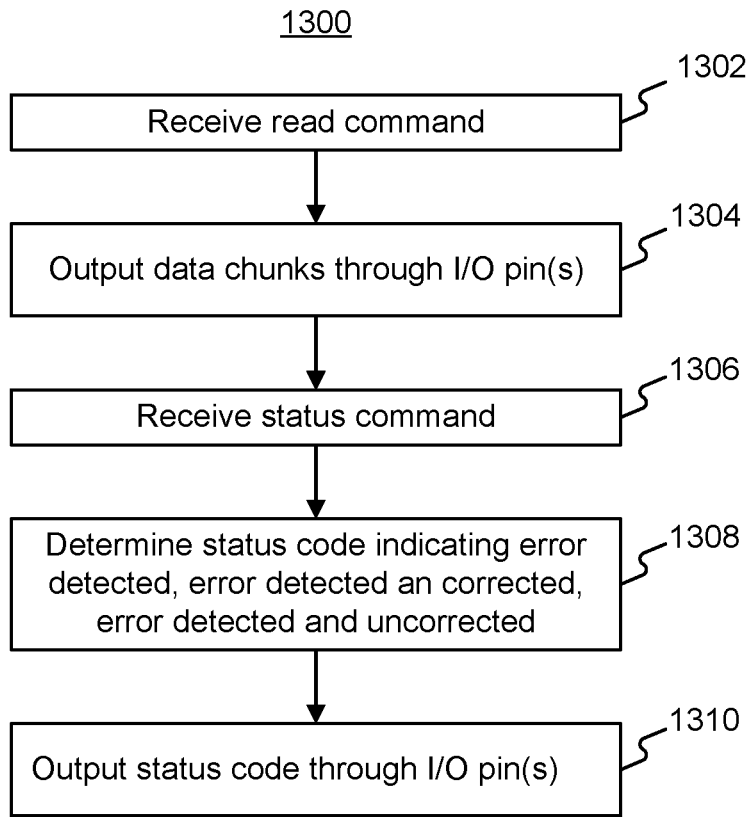 1300
1302
Receive read command
1304
Output data chunks through I/O pin(s)
1306
Receive status command
1308
Determine status code indicating error
detected, error detected an corrected,
error detected and uncorrected
1310
Output status code through I/O pin(s)